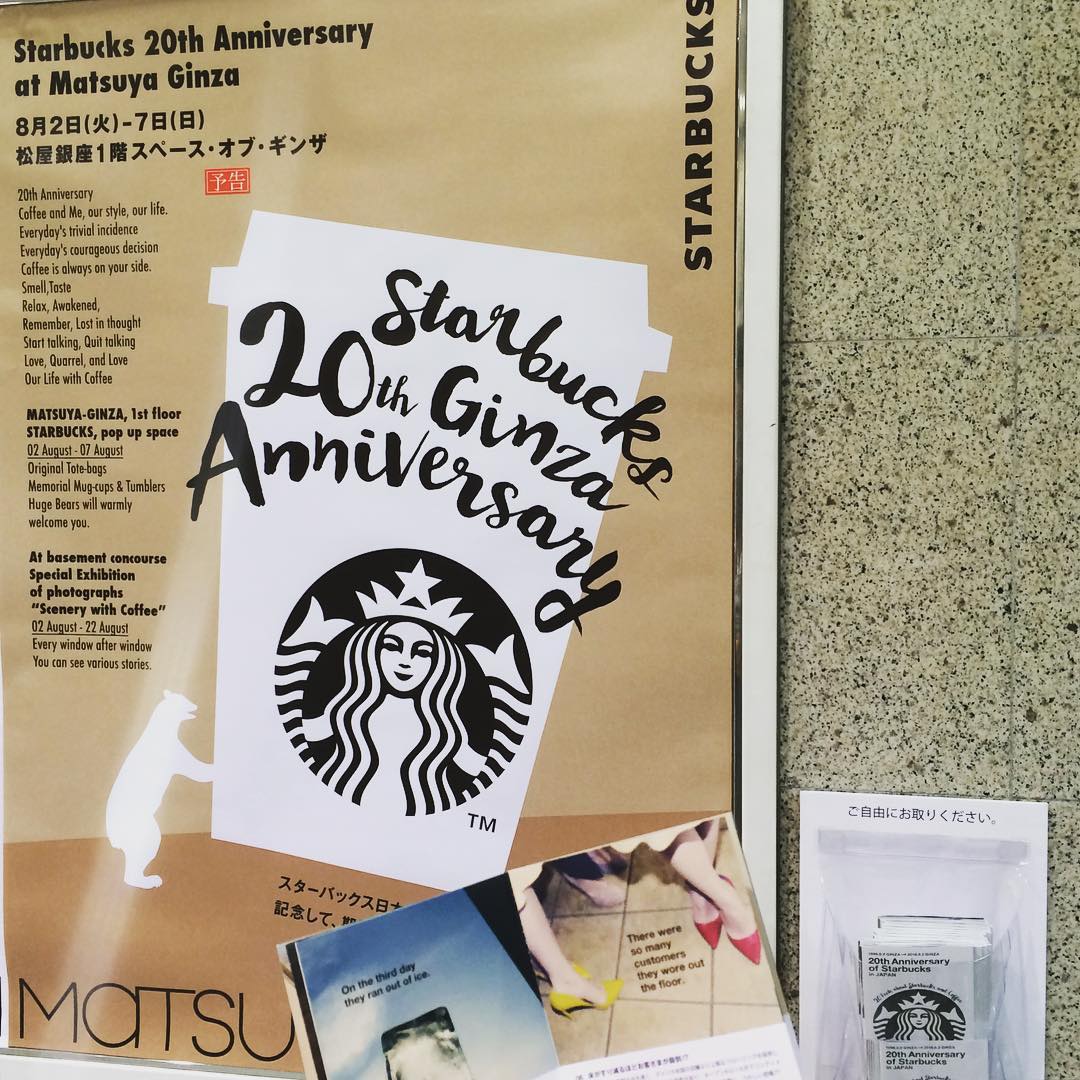 Starbucks 20th Anniversary
at Matsuya Ginza
8月2日(火)-7日(日)
松屋銀座1階スペース・オブ・ギンザ
予告
20th Anniversary
Coffee and Me, our style, our life.
Everyday's trivial incidence
Everyday's courageous decision
Coffee is always on your side.
Smell,Taste
Relax, Awakened,
Remember, Lost in thought
Start talking, Quit talking
Love, Quarrel, and Love
Our Life with Coffee
MATSUYA-GINZA, 1st floor
STARBUCKS, pop up space
02 August - 07 August
Original Tote-bags
Memorial Mug-cups & Tumblers
Huge Bears will warmly
welcome you.
At basement concourse
Special Exhibition
of photographs
"Scenery with Coffee"
02 August - 22 August
Every window after window
You can see various stories.
STARBUCKS
Starbucks
20th Ginza
Anniversary
TM
スターバックス日本
記念して、
MATSU
On the third day
they ran out of ice.
There were
so many
customers
they wore out
the floor.
ご自由にお取りください。
20th Anniversary
of Starbucks
in JAPAN
20th Anniversary
of Starbucks
in JAPAN